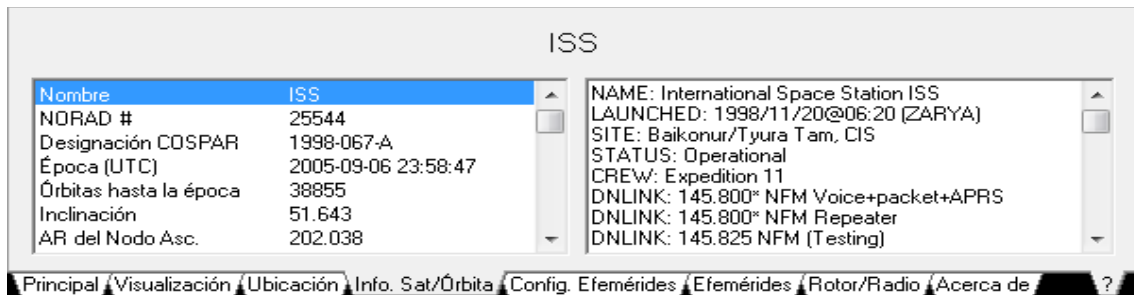 ISS
Nombre ISS
NORAD # 25544
Designación COSPAR 1998-067-A
Época (UTC) 2005-09-06 23:58:47
Órbitas hasta la época 38855
Inclinación 51.643
AR del Nodo Asc. 202.038
NAME: International Space Station ISS
LAUNCHED: 1998/11/20@06:20 (ZARYA)
SITE: Baikonur/Tyura Tam, CIS
STATUS: Operational
CREW: Expedition 11
DNLINK: 145.800* NFM Voice+packet+APRS
DNLINK: 145.800* NFM Repeater
DNLINK: 145.825 NFM (Testing)
Principal Visualización Ubicación Info. Sat/Órbita Config. Efemérides Efemérides Rotor/Radio Acerca de ?